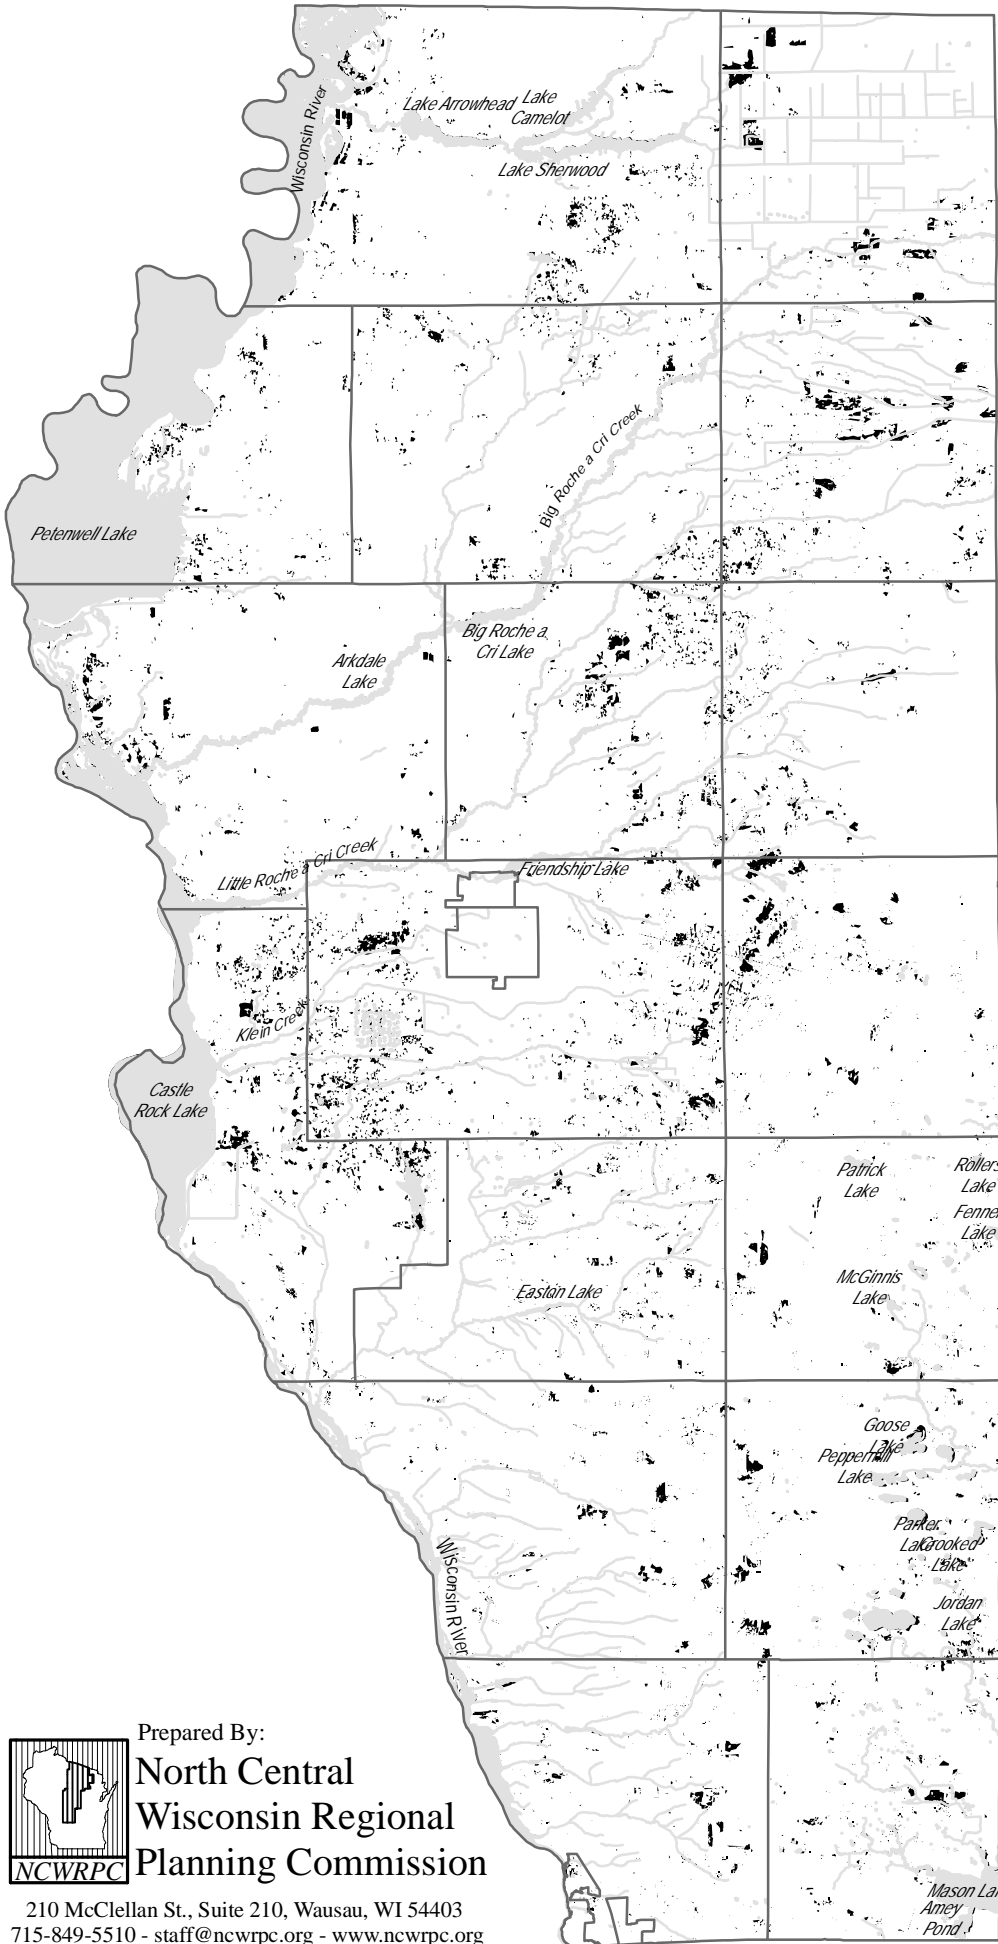 Wisconsin River
Lake Arrowhead
Lake
Camelot
Lake Sherwood
Big Roche a Cri Creek
Petenwell Lake
Big Roche a
Cri Lake
Arkdale
Lake
Little Roche a Cri Creek
Friendship Lake
Klein Creek
Castle
Rock Lake
Patrick
Lake
Rollers
Lake
Fenner
Lake
McGinnis
Lake
Easton Lake
Goose
Lake
Peppermill
Lake
Parker
Lake
Crooked
Lake
Jordan
Lake
Wisconsin River
Mason Lak
Amey
Pond
NCWRPC
Prepared By:
North Central
Wisconsin Regional
Planning Commission
210 McClellan St., Suite 210, Wausau, WI 54403
715-849-5510 - staff@ncwrpc.org - www.ncwrpc.org